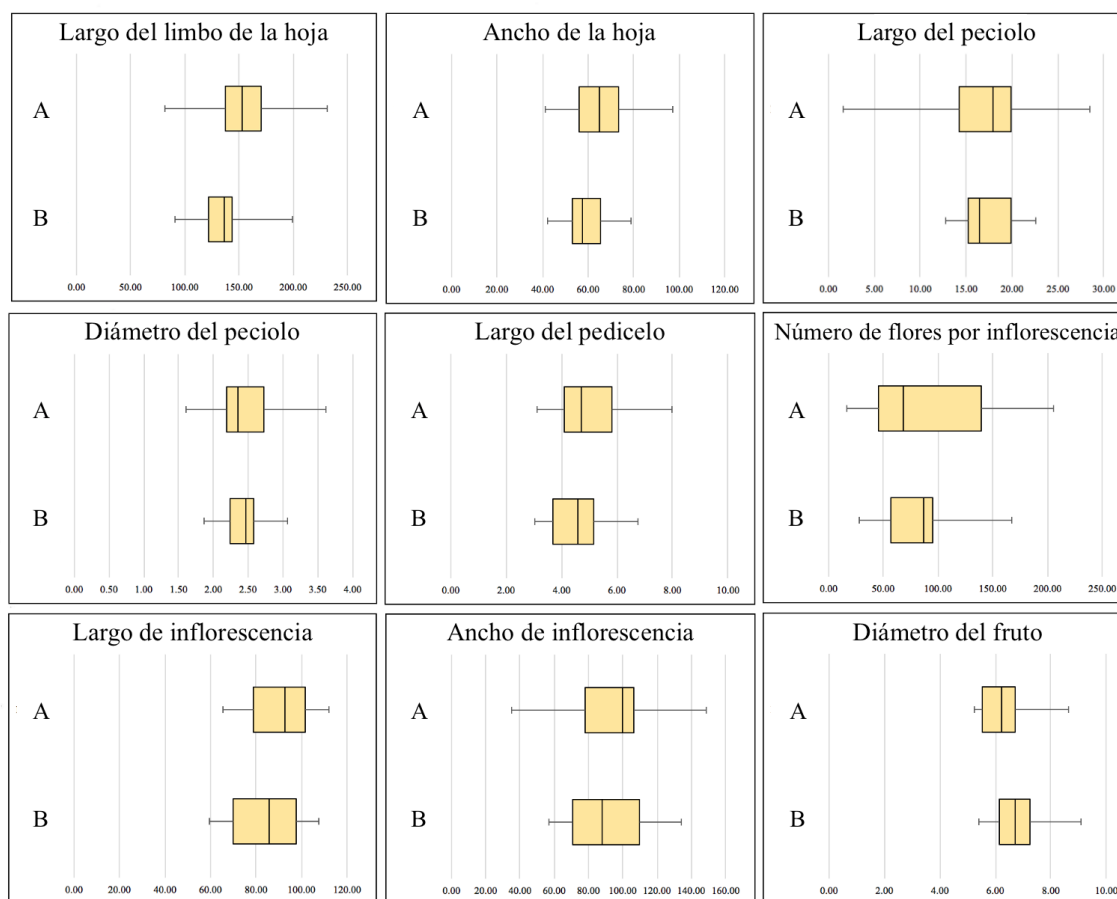 Largo del limbo de la hoja
A
B
0.00 50.00 100.00 150.00 200.00 250.00
Ancho de la hoja
A
B
0.00 20.00 40.00 60.00 80.00 100.00 120.00
Largo del peciolo
A
B
0.00 5.00 10.00 15.00 20.00 25.00 30.00
Diámetro del peciolo
A
B
0.00 0.50 1.00 1.50 2.00 2.50 3.00 3.50 4.00
Largo del pedicelo
A
B
0.00 2.00 4.00 6.00 8.00 10.00
Número de flores por inflorescencia
A
B
0.00 50.00 100.00 150.00 200.00 250.00
Largo de inflorescencia
A
B
0.00 20.00 40.00 60.00 80.00 100.00 120.00
Ancho de inflorescencia
A
B
0.00 20.00 40.00 60.00 80.00 100.00 120.00 140.00 160.00
Diámetro del fruto
A
B
0.00 2.00 4.00 6.00 8.00 10.00